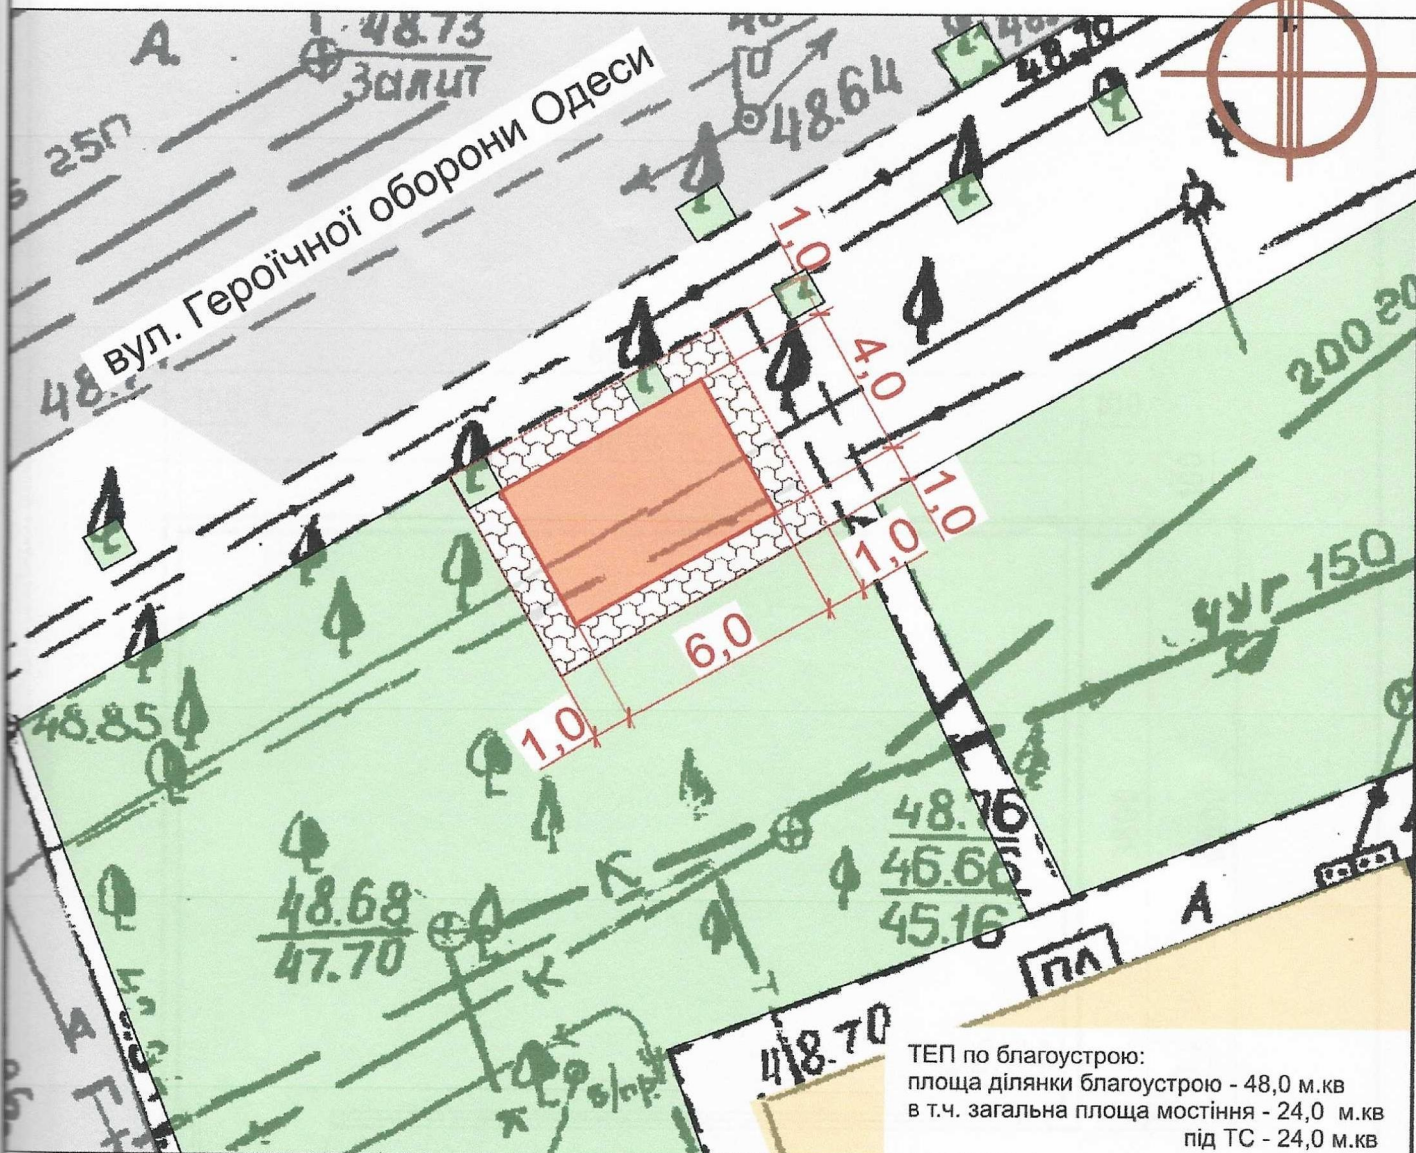 А
48.73
Залит
25п
вул. Героїчної оборони Одеси
48.64
48.70
1,0
4,0
1,0
1,0
6,0
1,0
200
чуг 150
48.85
48.76
46.66
45.16
К
48.68
47.70
К
А
ПЛ
А
в/пр.
48.70
ТЕП по благоустрою:
площа ділянки благоустрою - 48,0 м.кв
в т.ч. загальна площа мостіння - 24,0 м.кв
під ТС - 24,0 м.кв